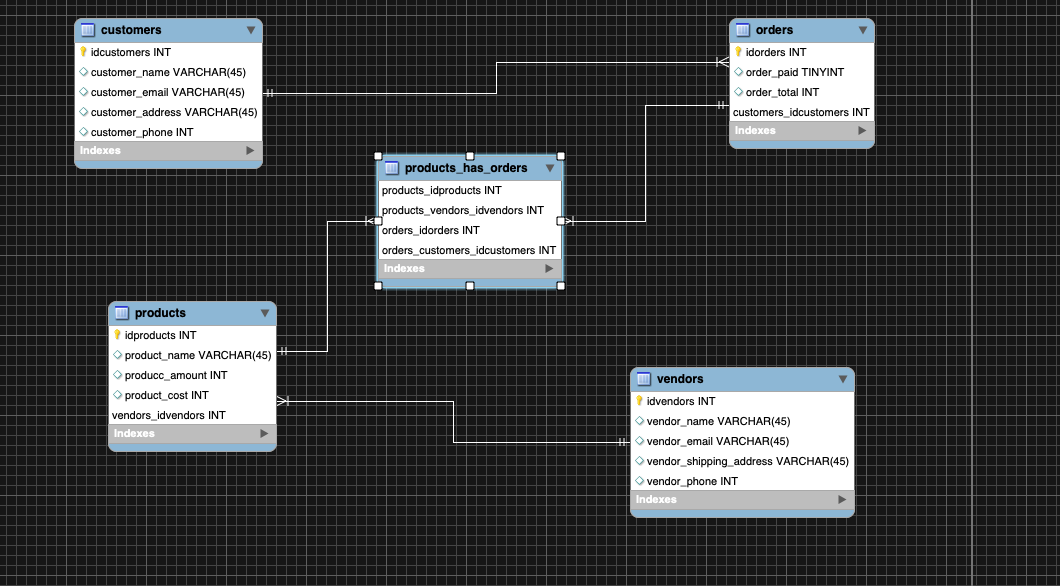 customers
idcustomers INT
customer_name VARCHAR(45)
customer_email VARCHAR(45)
customer_address VARCHAR(45)
customer_phone INT
Indexes
orders
idorders INT
order_paid TINYINT
order_total INT
customers_idcustomers INT
Indexes
products_has_orders
products_idproducts INT
products_vendors_idvendors INT
orders_idorders INT
orders_customers_idcustomers INT
Indexes
products
idproducts INT
product_name VARCHAR(45)
producc_amount INT
product_cost INT
vendors_idvendors INT
Indexes
vendors
idvendors INT
vendor_name VARCHAR(45)
vendor_email VARCHAR(45)
vendor_shipping_address VARCHAR(45)
vendor_phone INT
Indexes